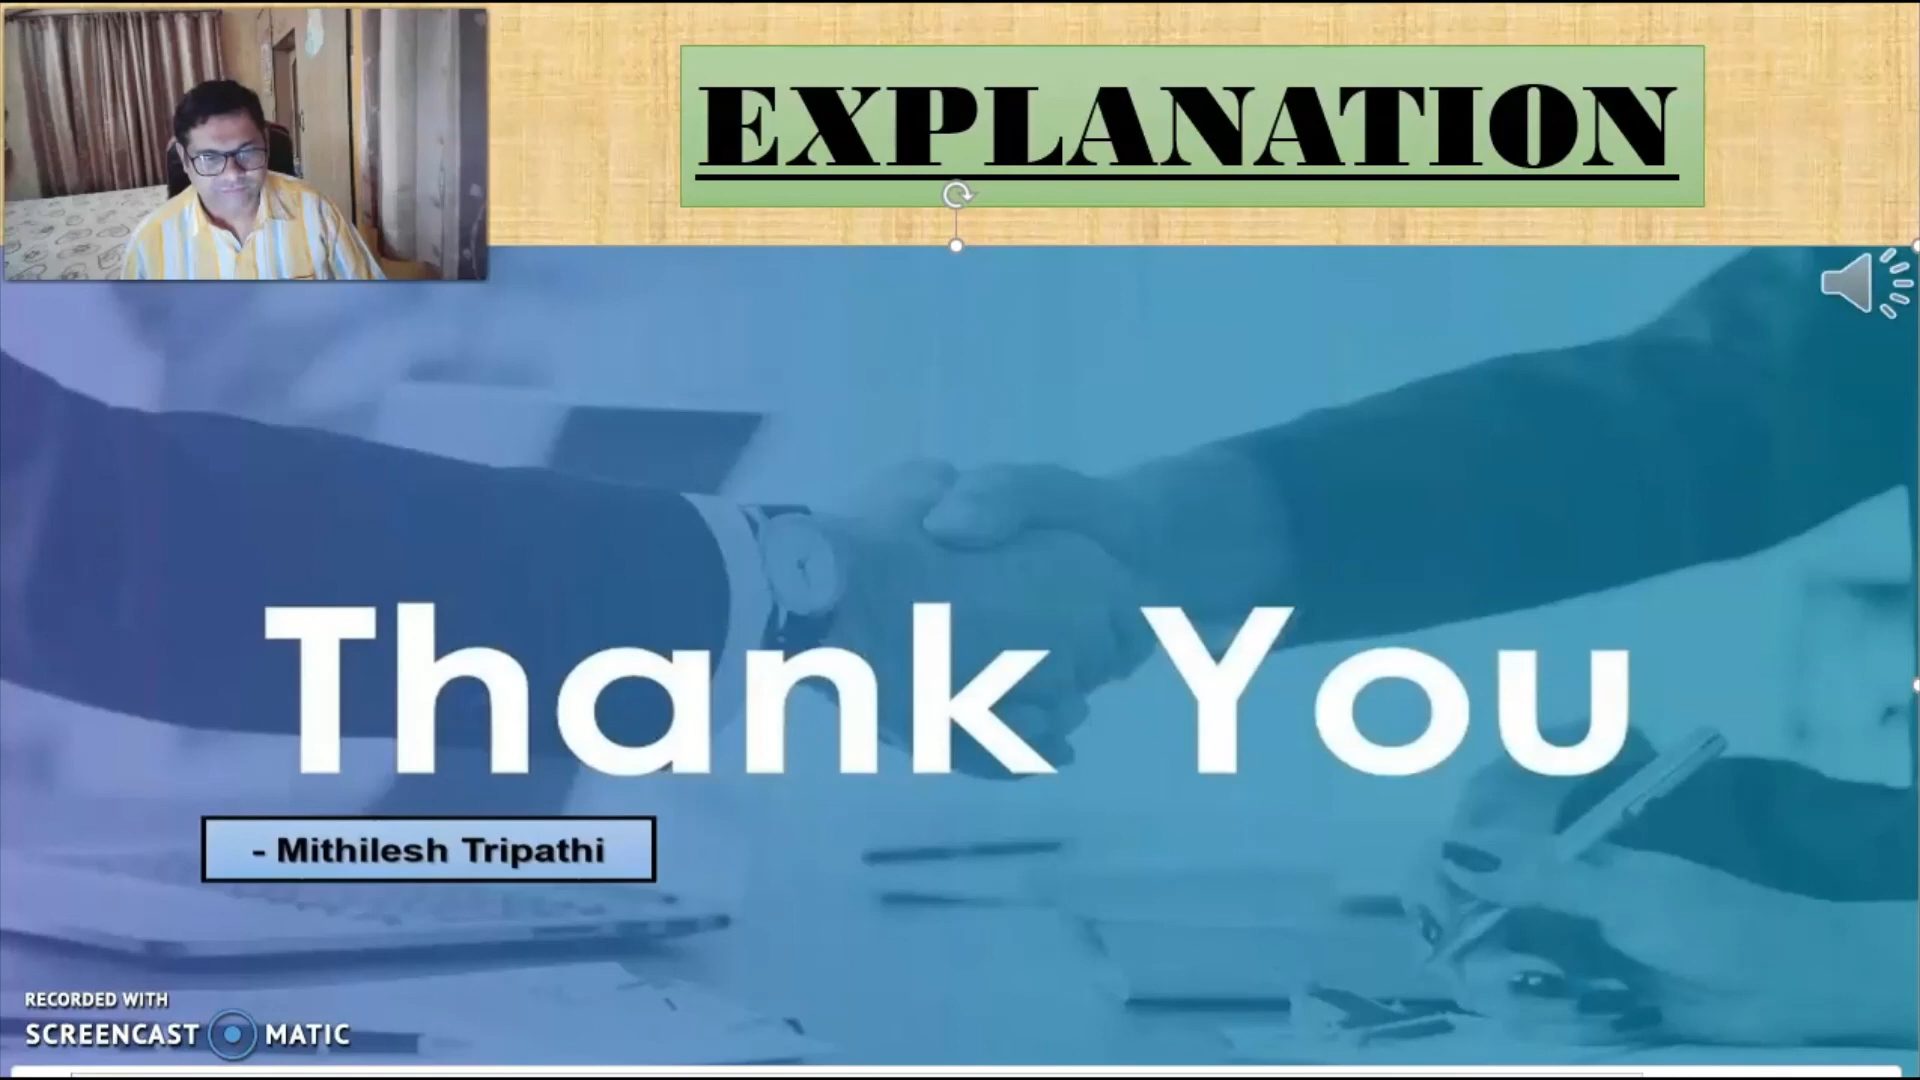 EXPLANATION
Thank You
- Mithilesh Tripathi
RECORDED WITH
SCREENCAST MATIC